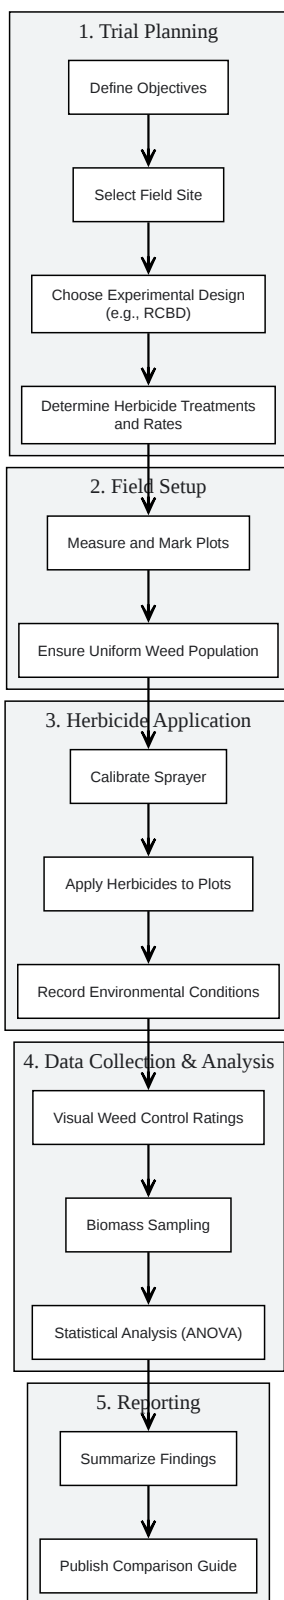 1. Trial Planning
Define Objectives
Select Field Site
Choose Experimental Design
(e.g., RCBD)
Determine Herbicide Treatments
and Rates
2. Field Setup
Measure and Mark Plots
Ensure Uniform Weed Population
3. Herbicide Application
Calibrate Sprayer
Apply Herbicides to Plots
Record Environmental Conditions
4. Data Collection & Analysis
Visual Weed Control Ratings
Biomass Sampling
Statistical Analysis (ANOVA)
5. Reporting
Summarize Findings
Publish Comparison Guide